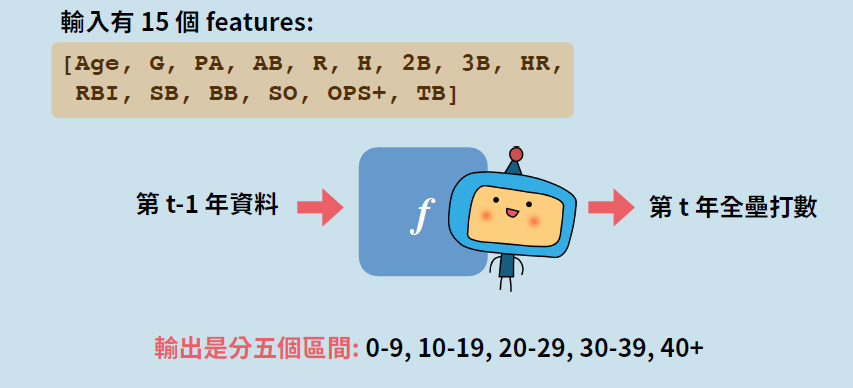 輸入有 15 個 features:
[Age, G, PA, AB, R, H, 2B, 3B, HR,
RBI, SB, BB, SO, OPS+, TB]
第 t-1 年資料
f
第 t 年全壘打數
輸出是分五個區間: 0-9, 10-19, 20-29, 30-39, 40+